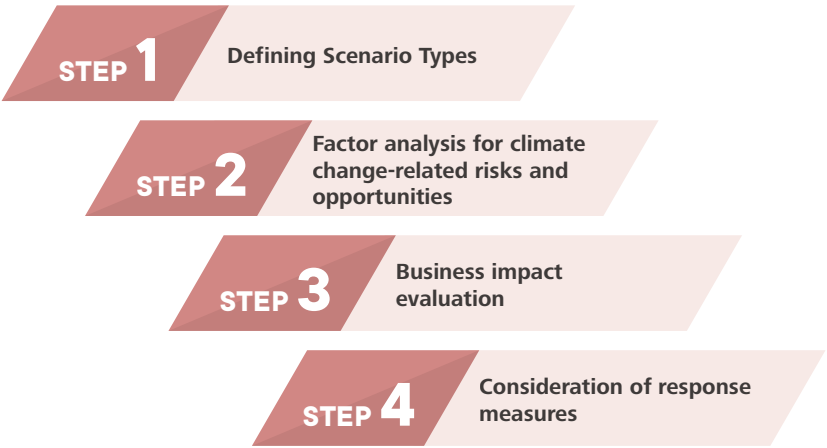 STEP 1
Defining Scenario Types
STEP 2
Factor analysis for climate
change-related risks and
opportunities
STEP 3
Business impact
evaluation
STEP 4
Consideration of response
measures